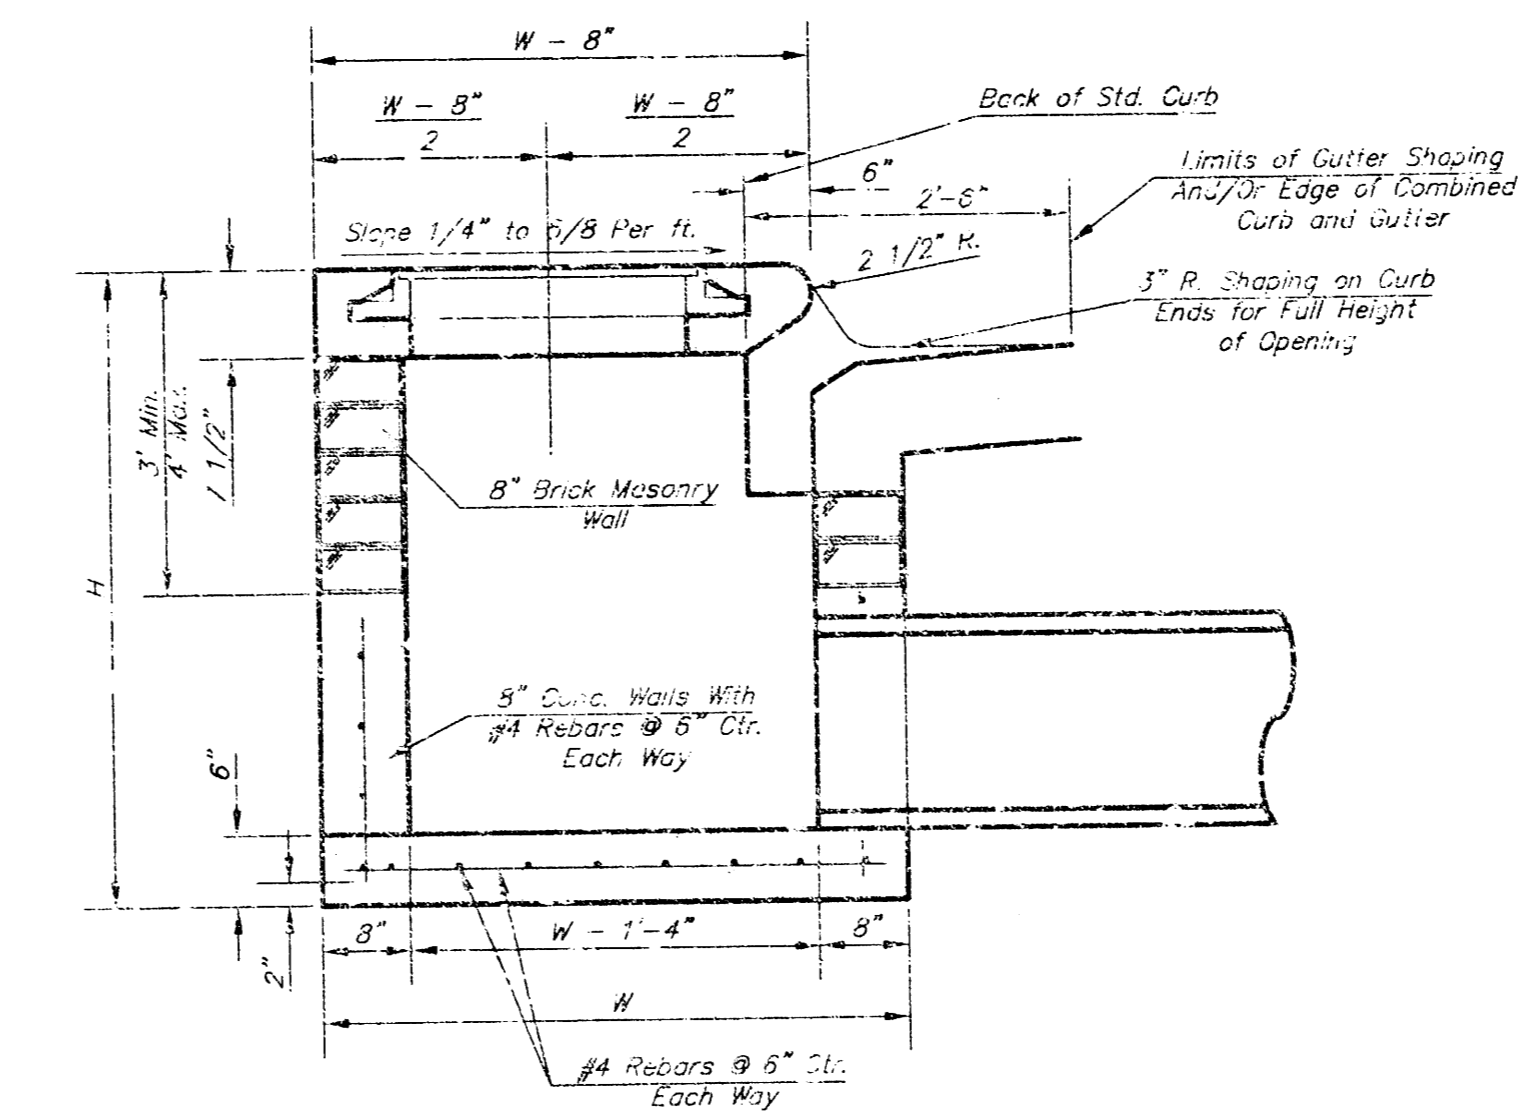 W - 8"
W - 8"
2
W - 8"
2
Back of Std. Curb
6"
2'-6"
Limits of Gutter Shaping
And/Or Edge of Combined
Curb and Gutter
Slope 1/4" to 5/8 Per ft.
2 1/2" R.
3" R. Shaping on Curb
Ends for Full Height
of Opening
3' Min.
4' Max.
1/2"
8" Brick Masonry
Wall
H
8" Conc. Walls With
#4 Rebars @ 6" Ctr.
Each Way
6"
2"
8"
W - 1'-4"
8"
W
#4 Rebars @ 6" Ctr.
Each Way